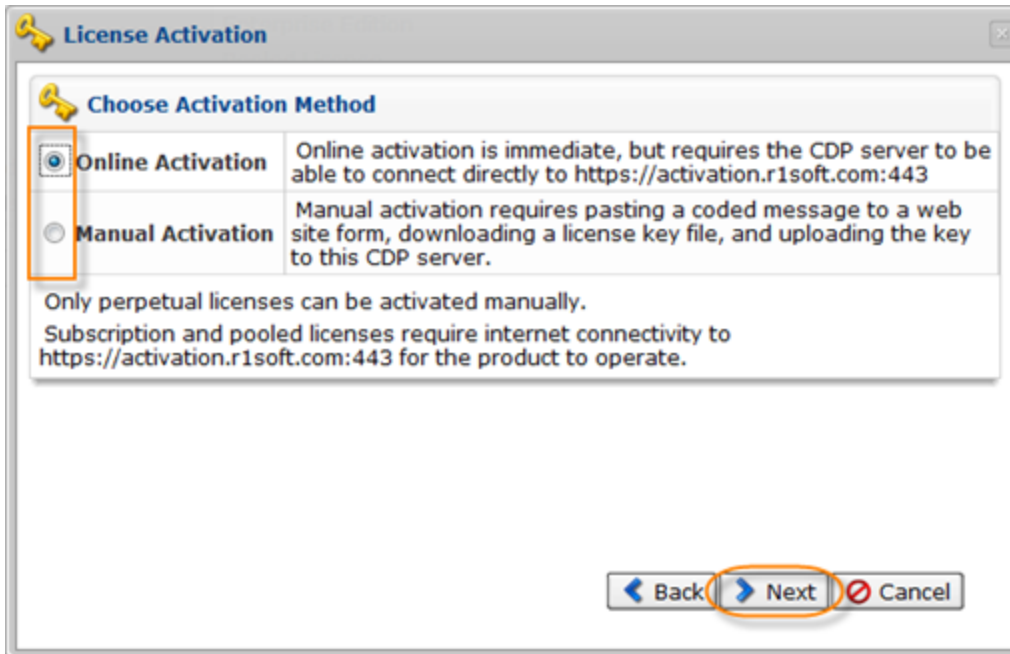 License Activation
Choose Activation Method
Online Activation
Online activation is immediate, but requires the CDP server to be
able to connect directly to https://activation.r1soft.com:443
Manual Activation
Manual activation requires pasting a coded message to a web
site form, downloading a license key file, and uploading the key
to this CDP server.
Only perpetual licenses can be activated manually.
Subscription and pooled licenses require internet connectivity to
https://activation.r1soft.com:443 for the product to operate.
Back Next Cancel